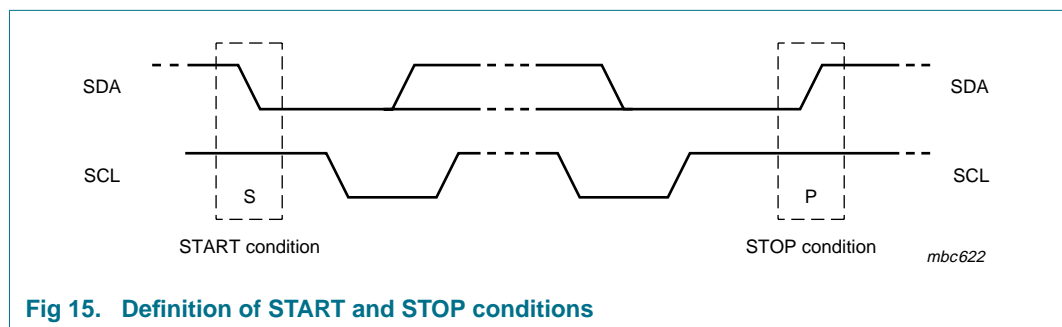 SDA
SDA
SCL
SCL
S
P
START condition
STOP condition
mbc622
Fig 15. Definition of START and STOP conditions